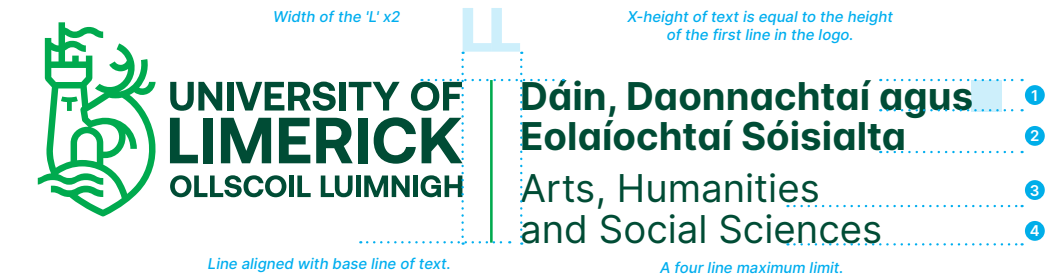 Width of the 'L' x2
X-height of text is equal to the height
of the first line in the logo.
UNIVERSITY OF
LIMERICK
OLLSCOIL LUIMNIGH
Dáin, Daonnachtaí agus
Eolaíochtaí Sóisialta
Arts, Humanities
and Social Sciences
1
2
3
4
Line aligned with base line of text.
A four line maximum limit.